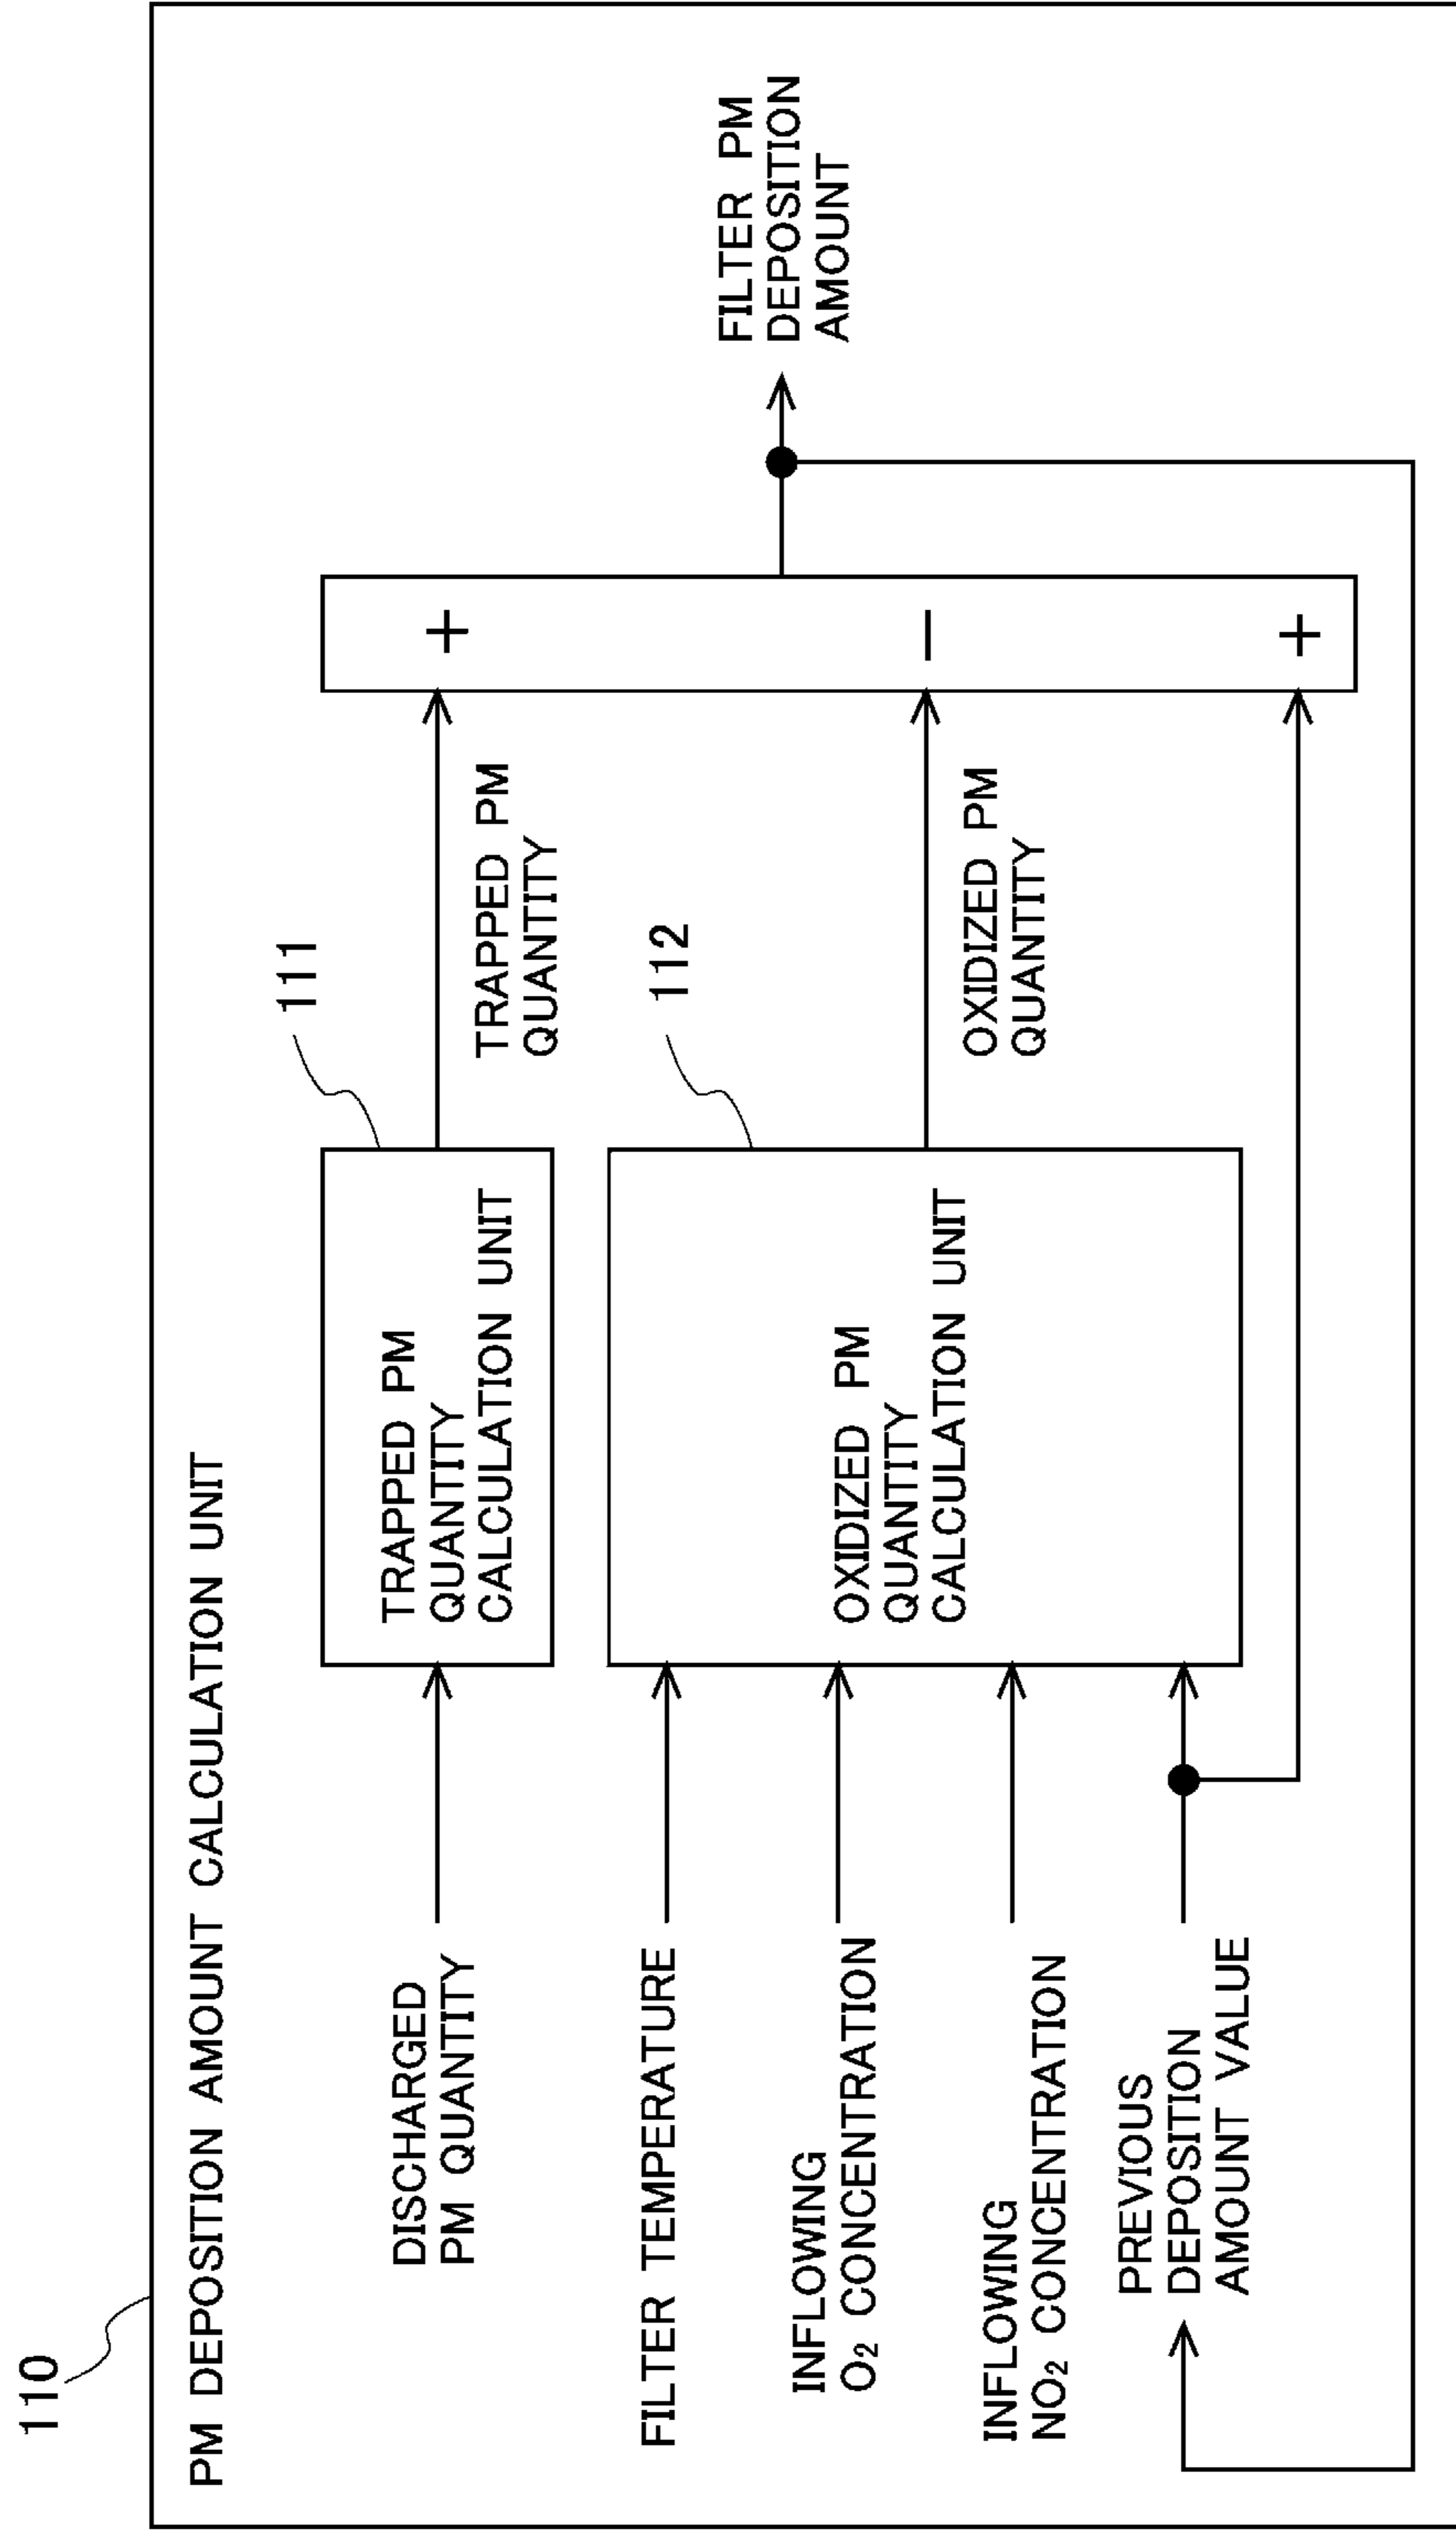 110
PM DEPOSITION AMOUNT CALCULATION UNIT
DISCHARGED
PM QUANTITY
TRAPPED PM
QUANTITY
CALCULATION UNIT
111
TRAPPED PM
QUANTITY
+
FILTER TEMPERATURE
INFLOWING
O₂ CONCENTRATION
INFLOWING
NO₂ CONCENTRATION
PREVIOUS
DEPOSITION
AMOUNT VALUE
OXIDIZED PM
QUANTITY
CALCULATION UNIT
112
OXIDIZED PM
QUANTITY
−
+
FILTER PM
DEPOSITION
AMOUNT